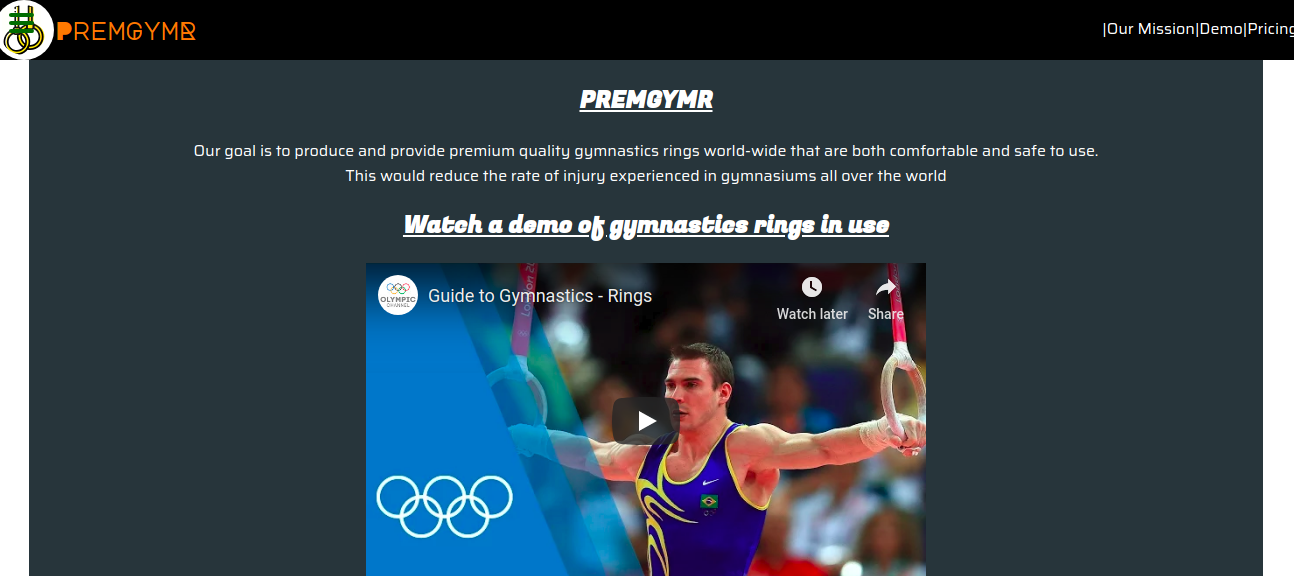 PREMGYMR
|Our Mission|Demo|Pricing
PREMGYMR
Our goal is to produce and provide premium quality gymnastics rings world-wide that are both comfortable and safe to use.
This would reduce the rate of injury experienced in gymnasiums all over the world
Watch a demo of gymnastics rings in use
OLYMPIC
CHANNEL
Guide to Gymnastics - Rings
Watch later
Share
London 20